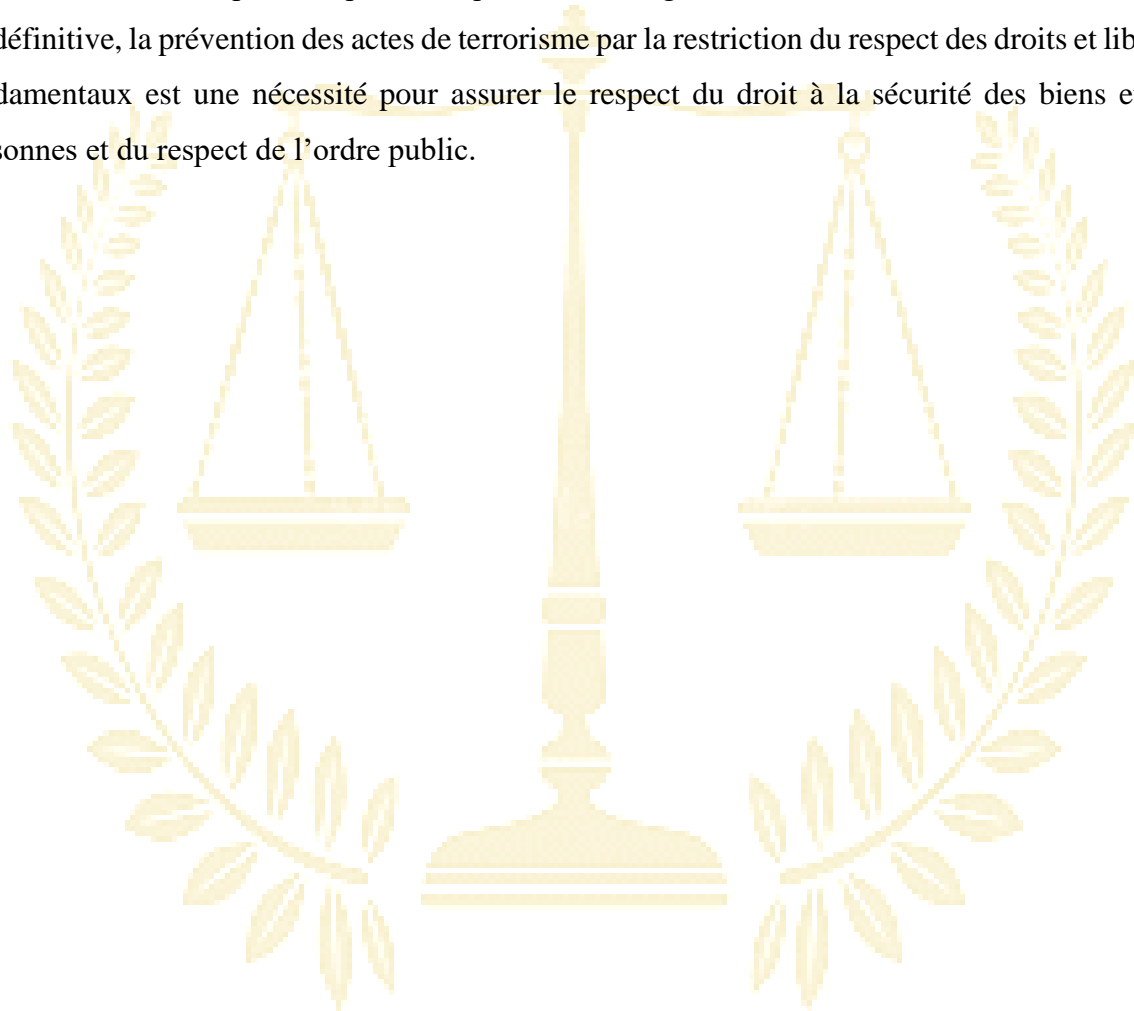 définitive, la prévention des actes de terrorisme par la restriction du respect des droits et lib
damentaux est une nécessité pour assurer le respect du droit à la sécurité des biens e
sonnes et du respect de l’ordre public.